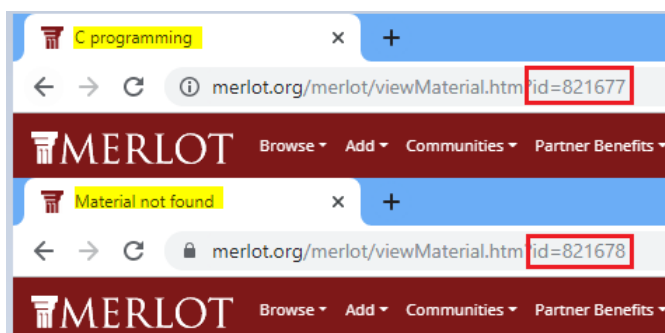 C programming
merlot.org/merlot/viewMaterial.htm?id=821677
MERLOT Browse Add Communities Partner Benefits
Material not found
merlot.org/merlot/viewMaterial.htm?id=821678
MERLOT Browse Add Communities Partner Benefits